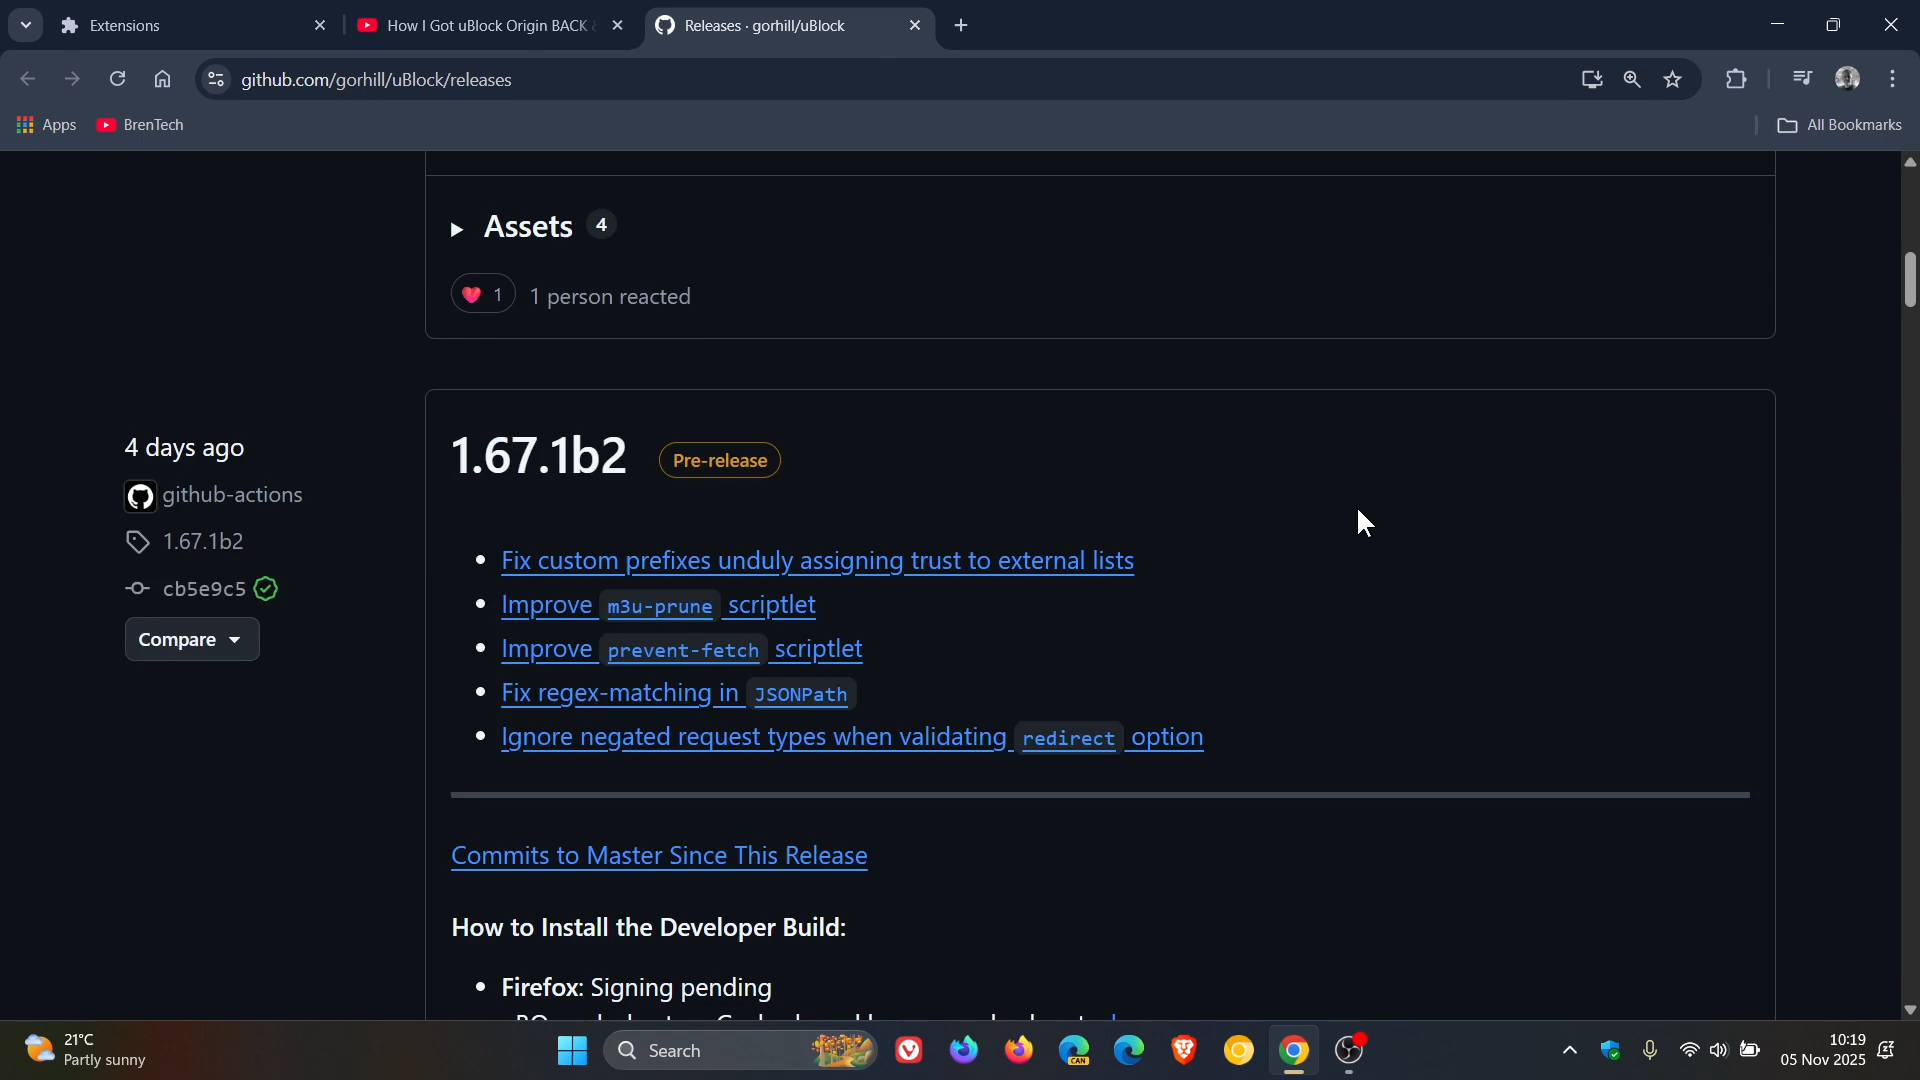 Extensions
How I Got uBlock Origin BACK
Releases · gorhill/uBlock
github.com/gorhill/uBlock/releases
Apps
BrenTech
All Bookmarks
Assets 4
1 1 person reacted
4 days ago
github-actions
1.67.1b2
cb5e9c5
Compare
1.67.1b2 Pre-release
• Fix custom prefixes unduly assigning trust to external lists
• Improve m3u-prune scriptlet
• Improve prevent-fetch scriptlet
• Fix regex-matching in JSONPath
• Ignore negated request types when validating redirect option
Commits to Master Since This Release
How to Install the Developer Build:
• Firefox: Signing pending
21°C
Partly sunny
Search
CAN
10:19
05 Nov 2025